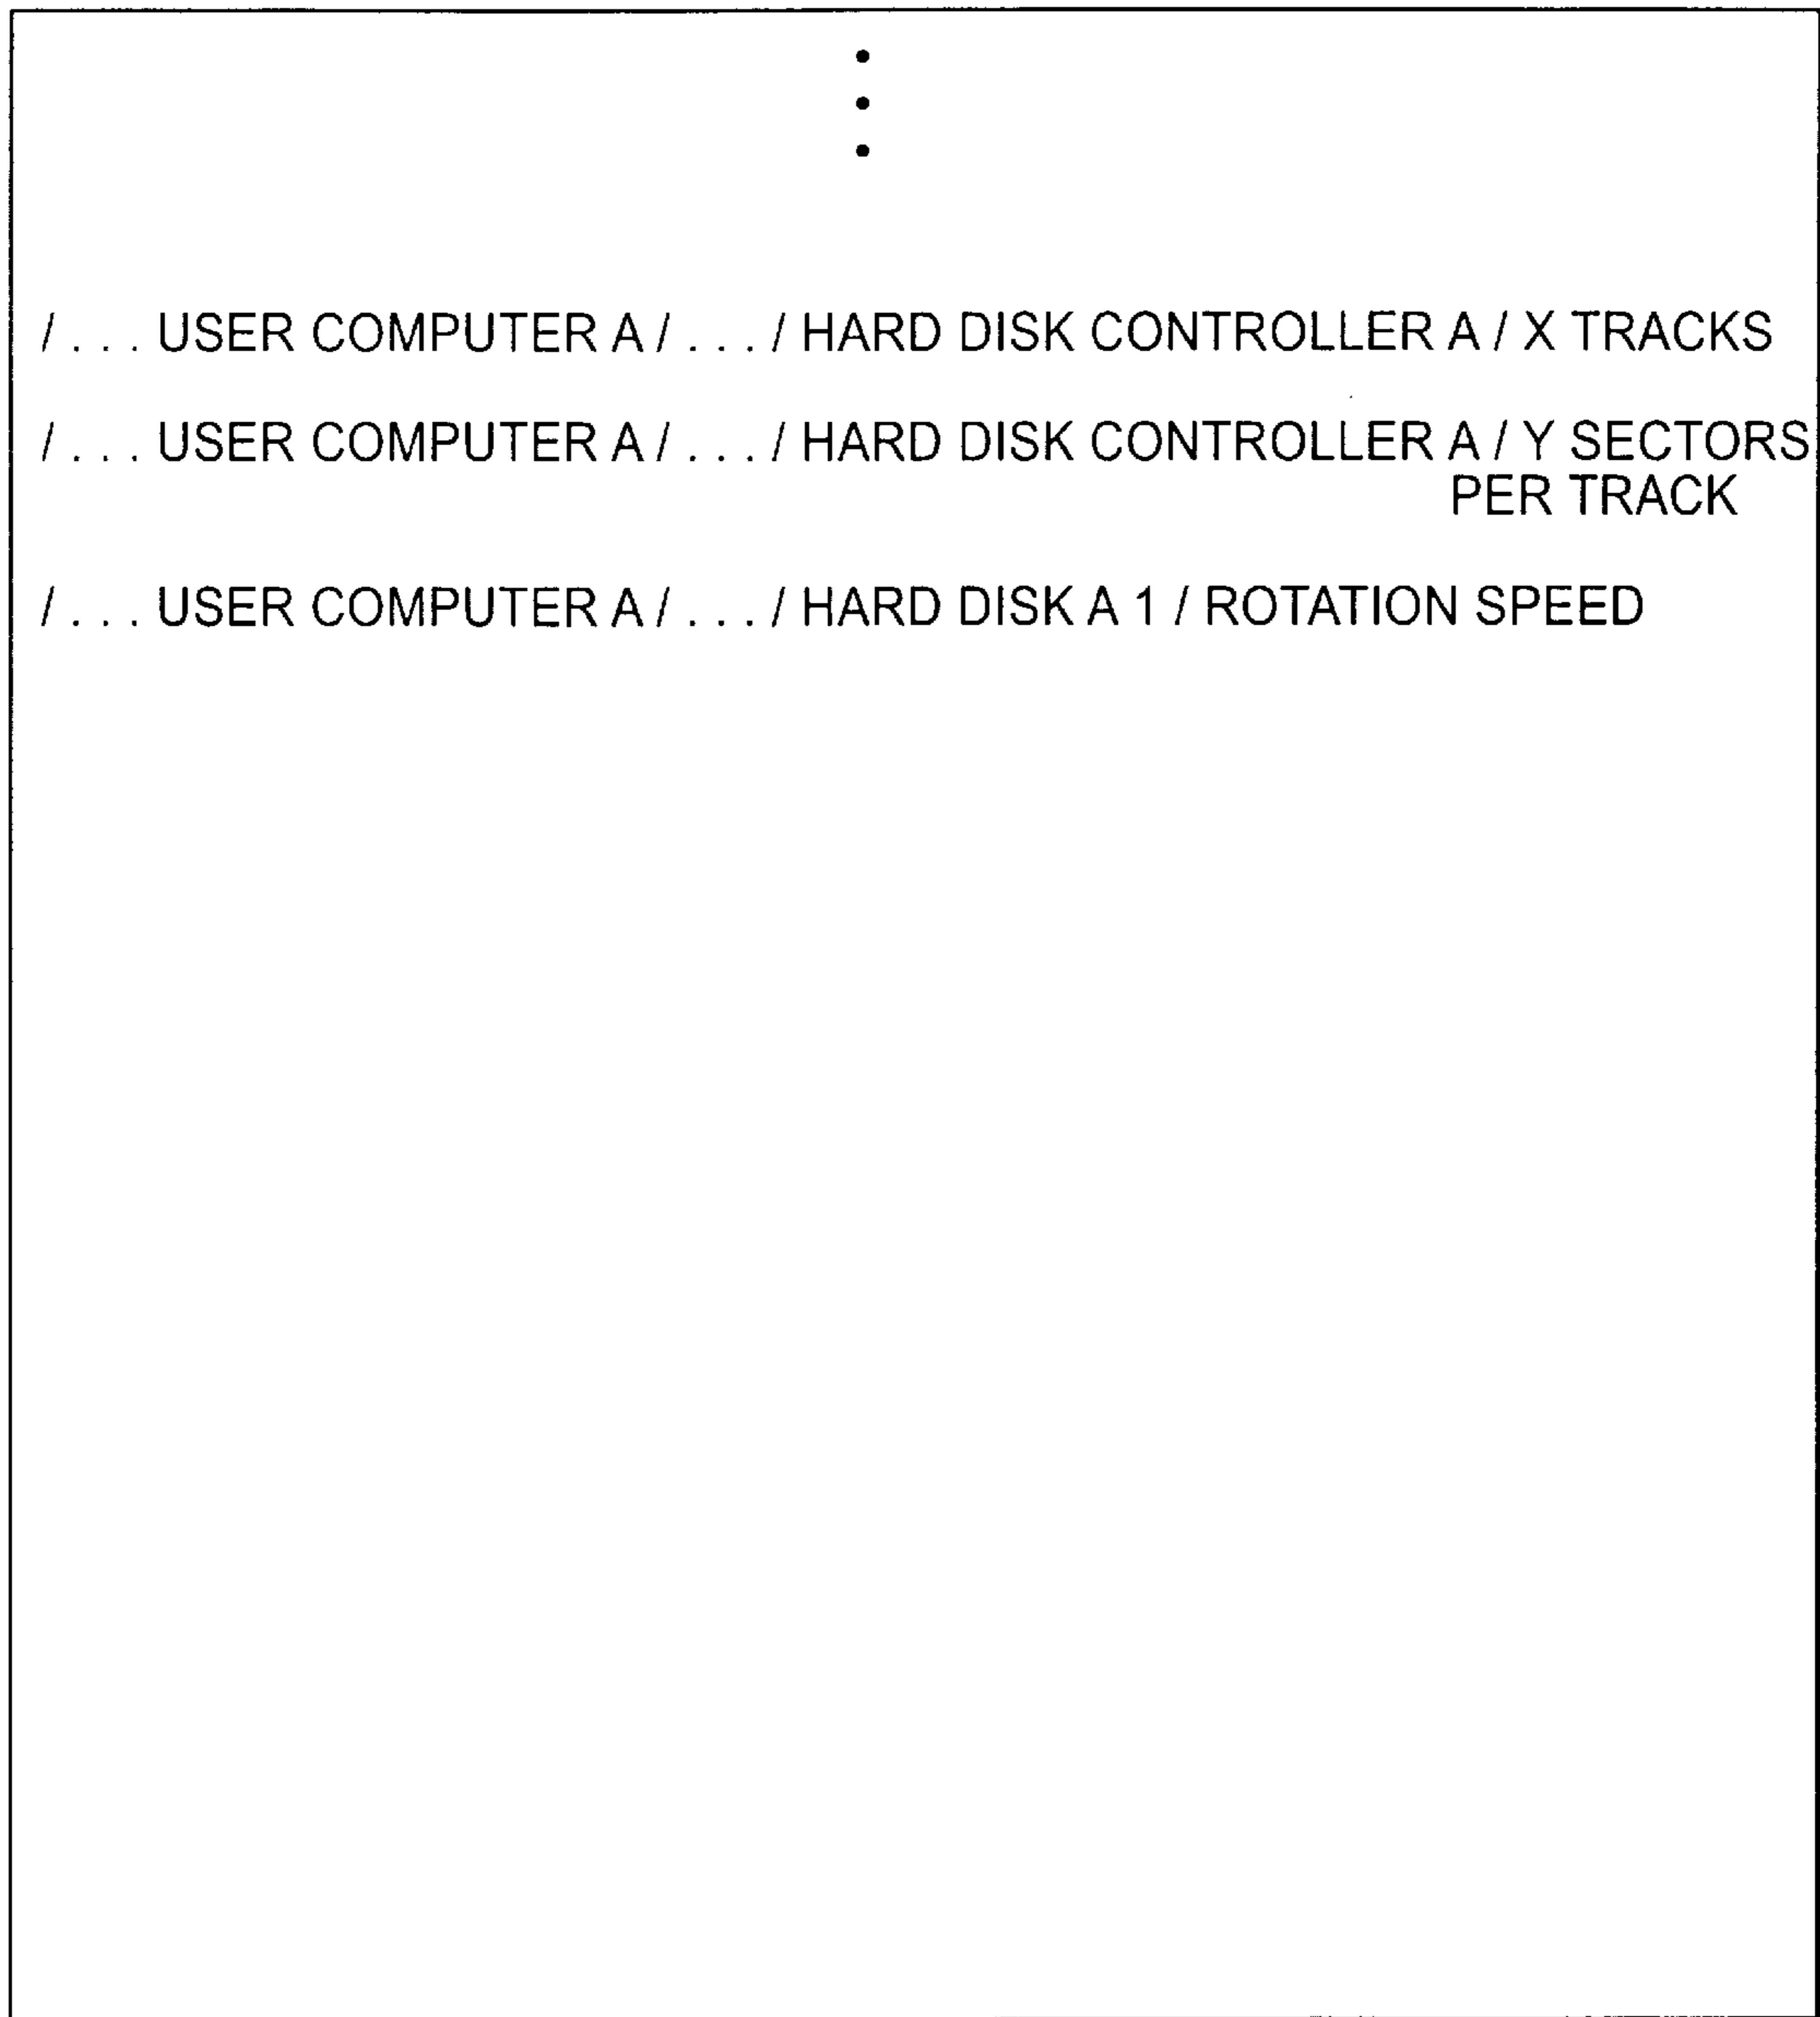 / . . . USER COMPUTER A / . . . / HARD DISK CONTROLLER A / X TRACKS
/ . . . USER COMPUTER A / . . . / HARD DISK CONTROLLER A / Y SECTORS
PER TRACK
/ . . . USER COMPUTER A / . . . / HARD DISK A 1 / ROTATION SPEED